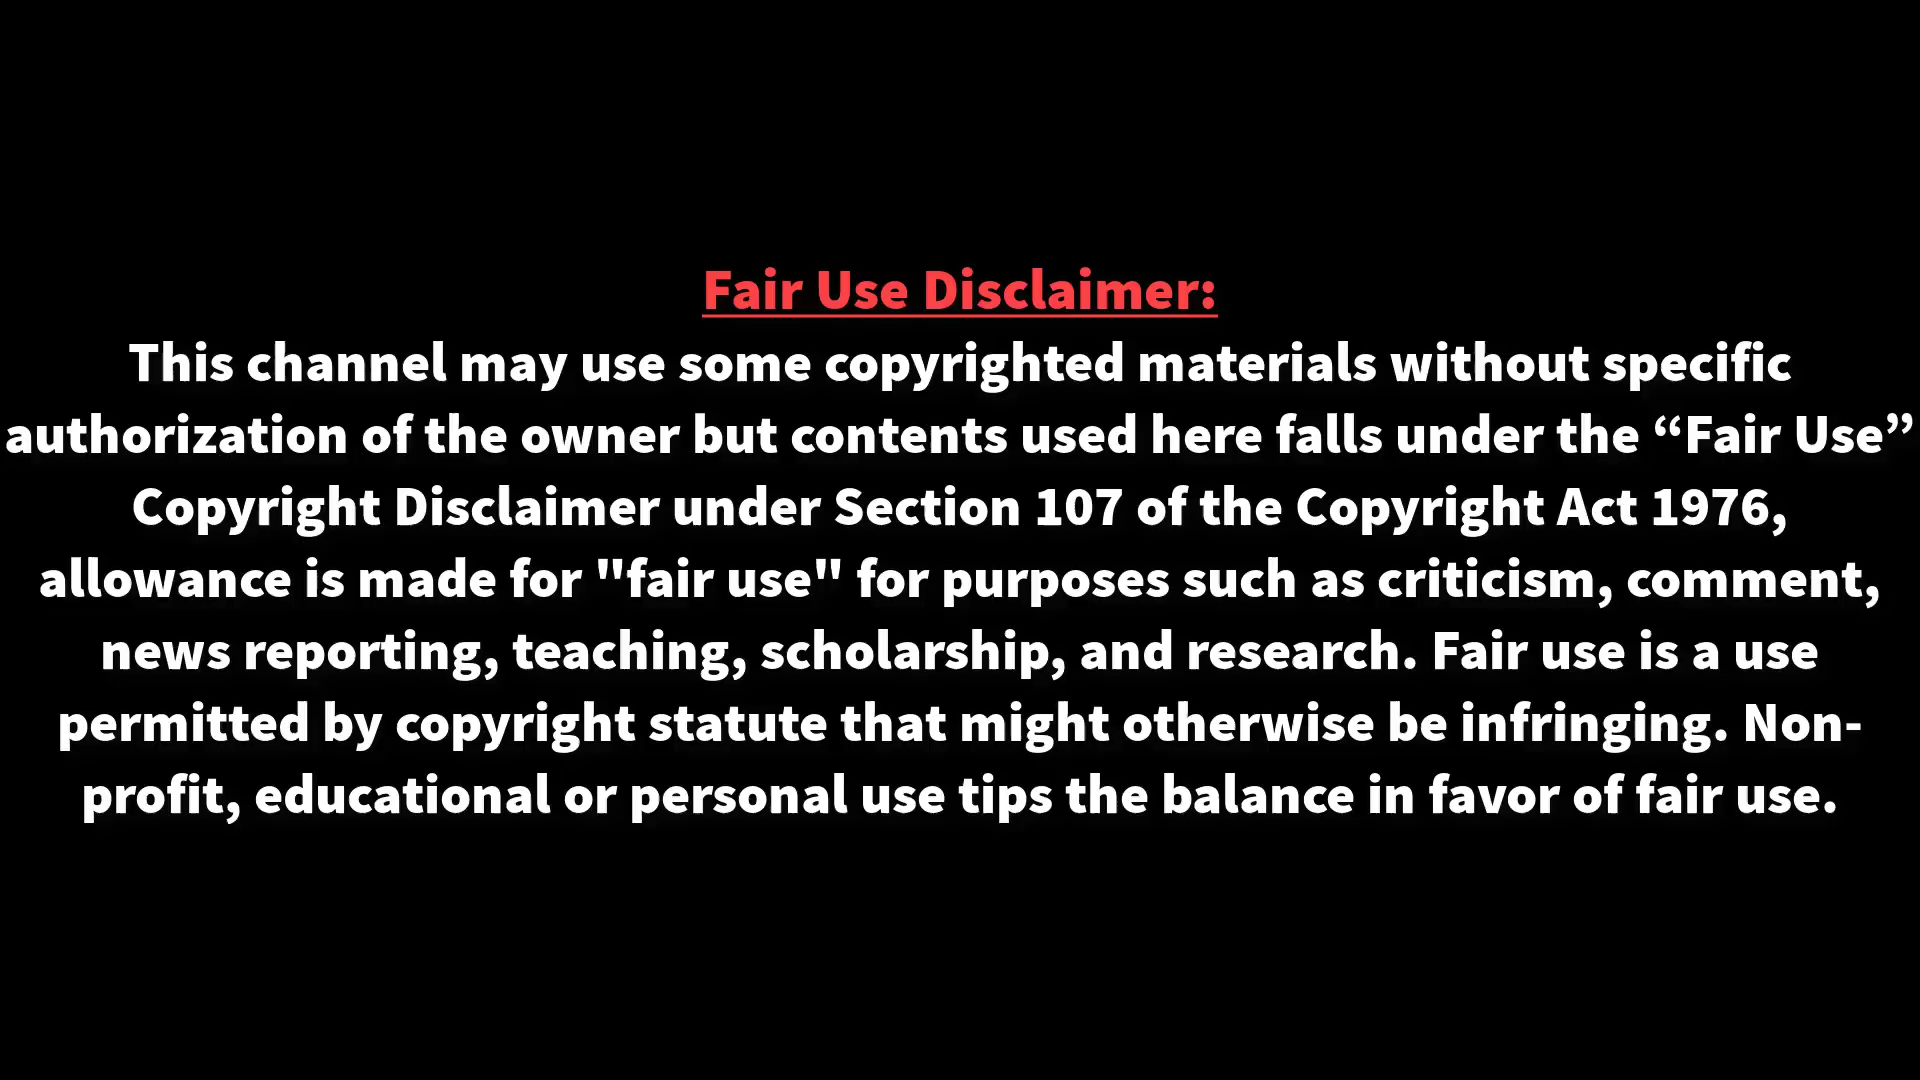 Fair Use Disclaimer:
This channel may use some copyrighted materials without specific
authorization of the owner but contents used here falls under the “Fair Use”
Copyright Disclaimer under Section 107 of the Copyright Act 1976,
allowance is made for "fair use" for purposes such as criticism, comment,
news reporting, teaching, scholarship, and research. Fair use is a use
permitted by copyright statute that might otherwise be infringing. Non-
profit, educational or personal use tips the balance in favor of fair use.